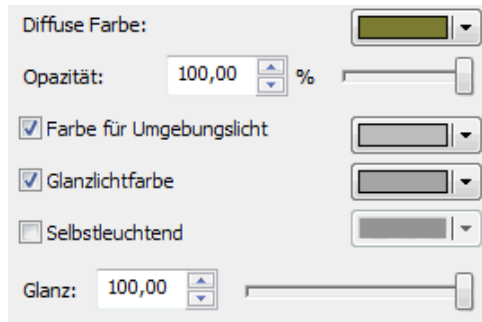 Diffuse Farbe:
Opazität: 100,00 %
Farbe für Umgebungslicht
Glanzlichtfarbe
Selbstleuchtend
Glanz: 100,00